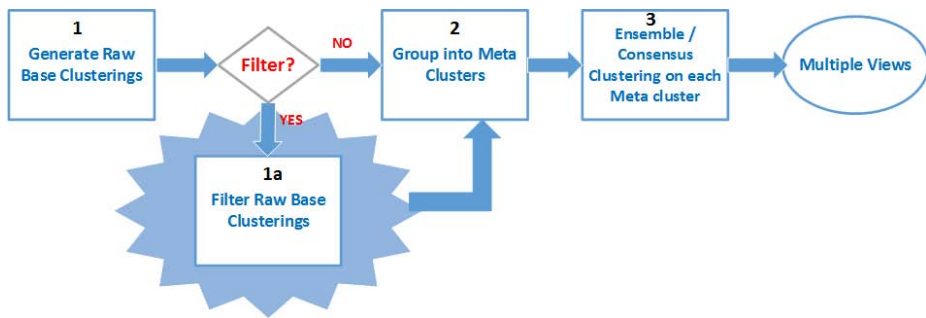 1
Generate Raw
Base Clusterings
Filter?
NO
YES
1a
Filter Raw Base
Clusterings
2
Group into Meta
Clusters
3
Ensemble /
Consensus
Clustering on each
Meta cluster
Multiple Views